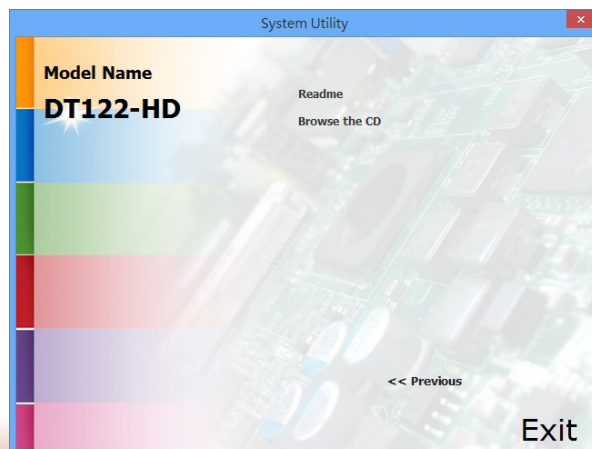 System Utility
Model Name
DT122-HD
Readme
Browse the CD
<< Previous
Exit